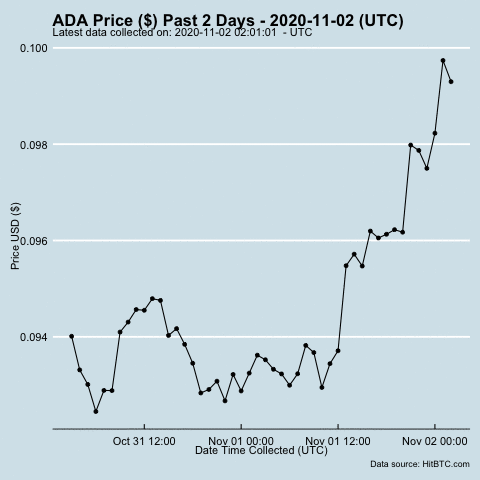 ADA Price ($) Past 2 Days - 2020-11-02 (UTC)
Latest data collected on: 2020-11-02 02:01:01 - UTC
0.100
0.098
0.096
0.094
Price USD ($)
Oct 31 12:00 Nov 01 00:00 Nov 01 12:00 Nov 02 00:00
Date Time Collected (UTC)
Data source: HitBTC.com